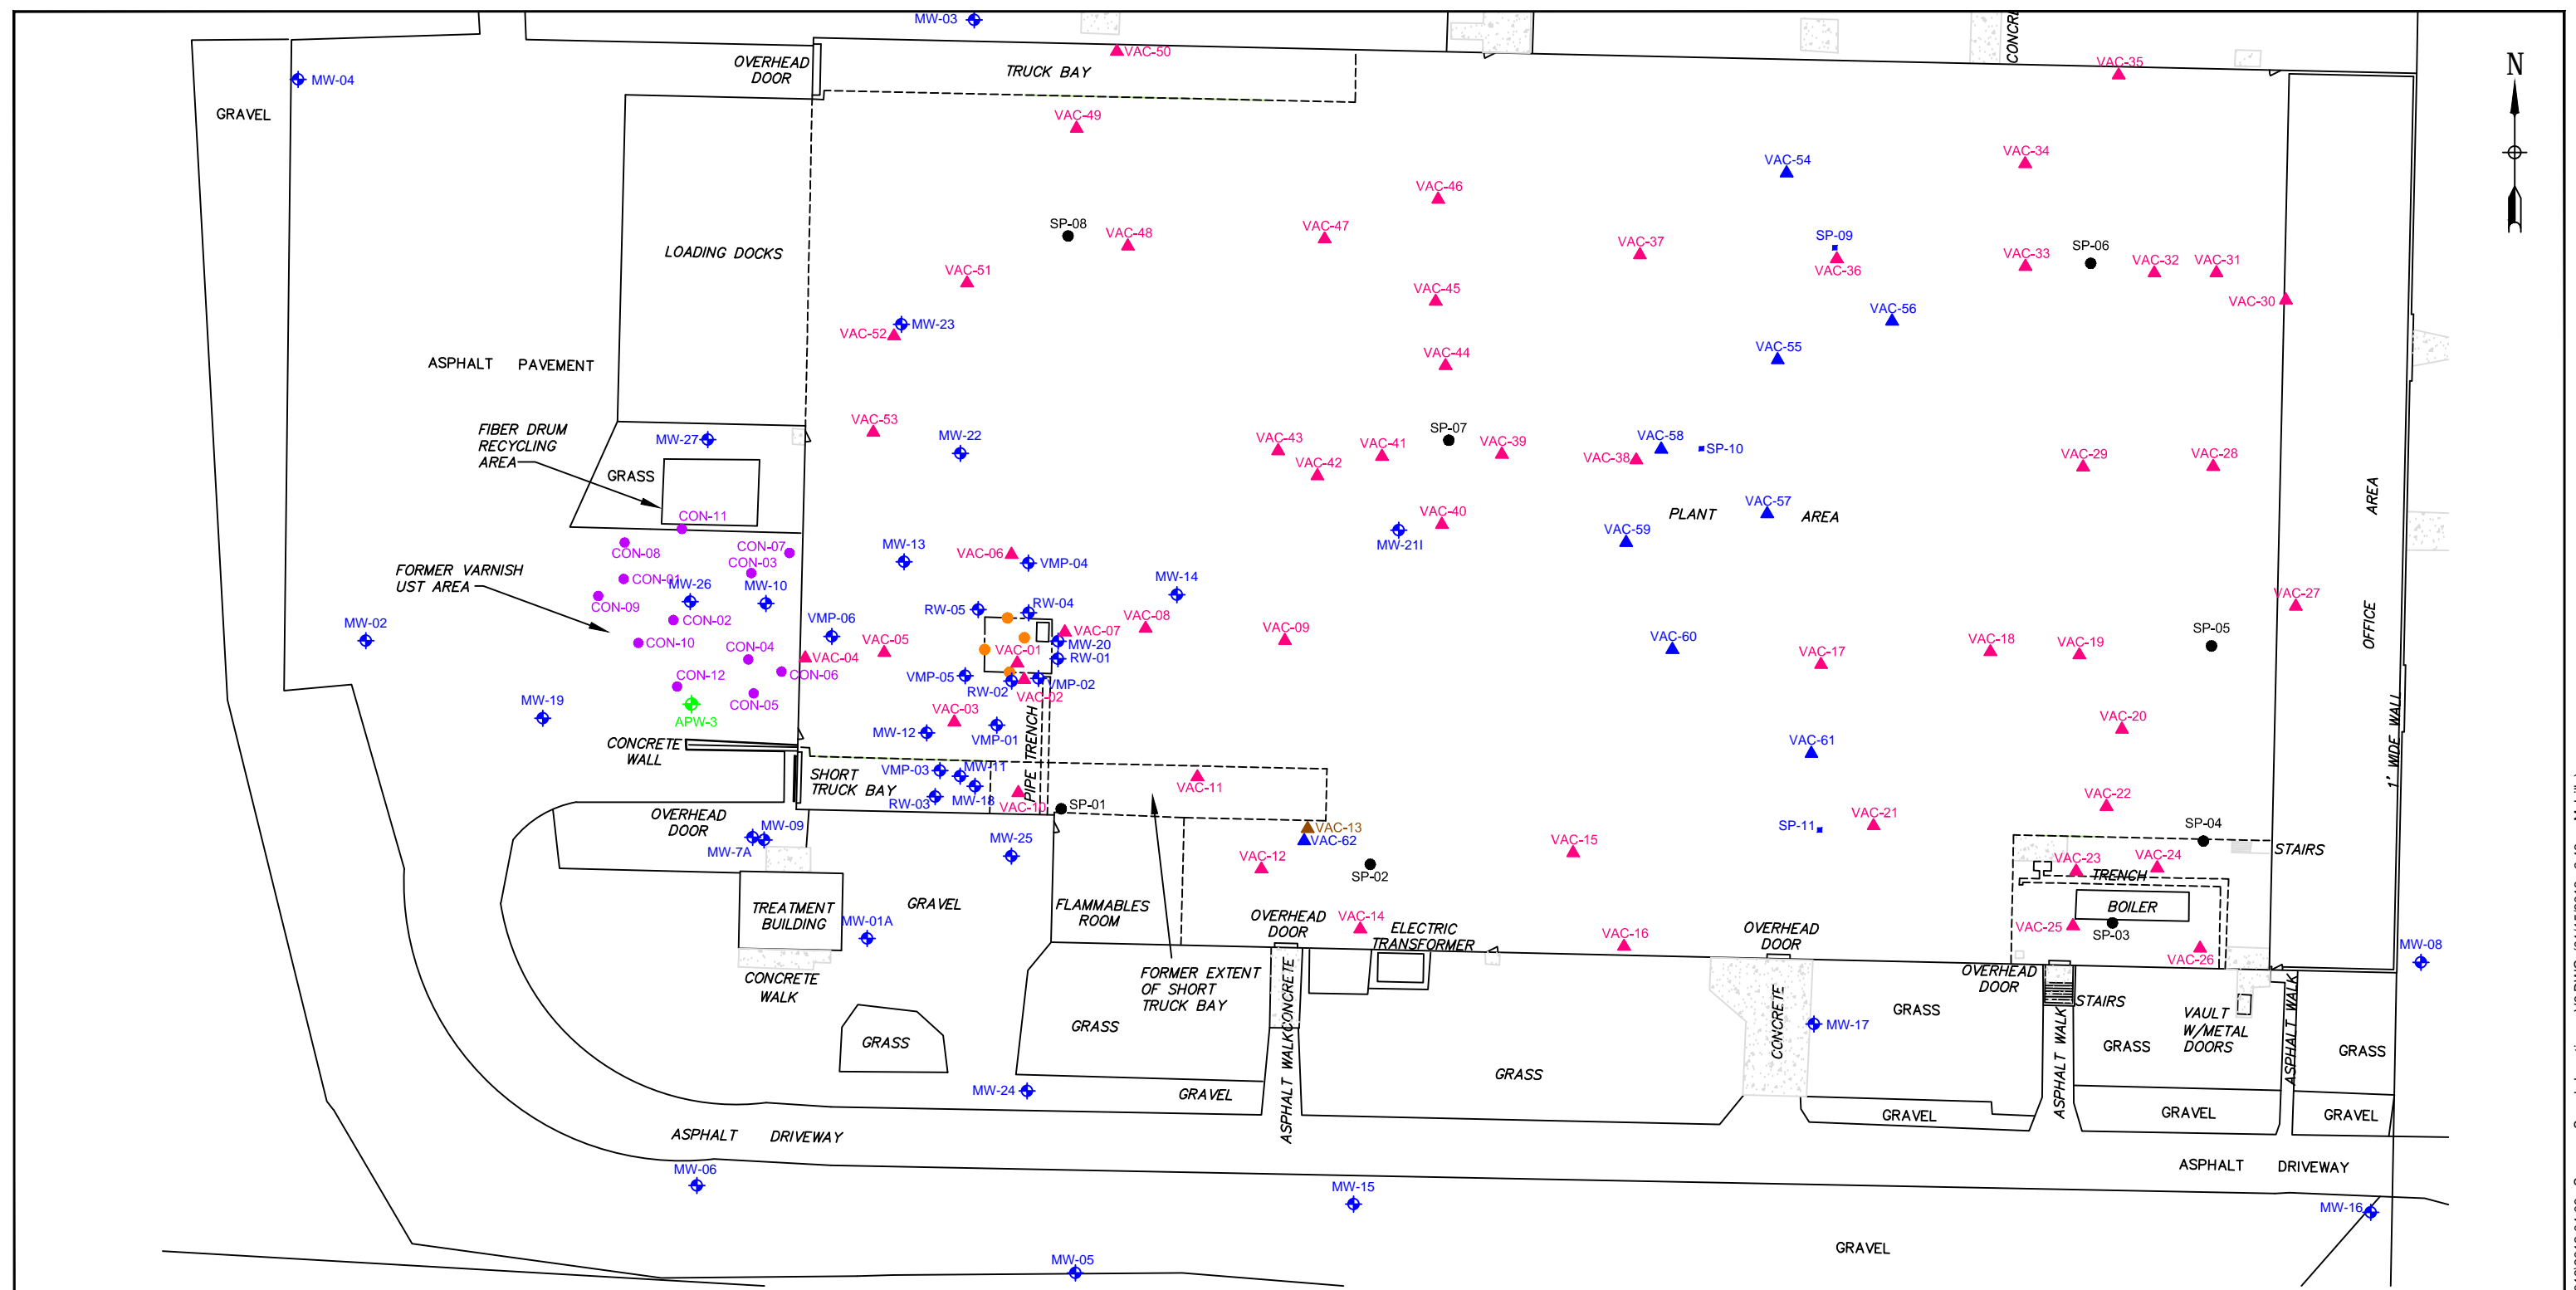 MW-03
VAC-50
OVERHEAD
DOOR
TRUCK BAY
CONCRE
VAC-35
N
MW-04
GRAVEL
VAC-49
VAC-54
VAC-34
VAC-46
SP-08
VAC-48
VAC-47
VAC-37
SP-09
VAC-36
VAC-33
SP-06
VAC-32
VAC-31
VAC-30
LOADING DOCKS
VAC-51
VAC-45
VAC-56
MW-23
VAC-52
VAC-44
VAC-55
ASPHALT PAVEMENT
FIBER DRUM
RECYCLING
AREA
VAC-53
MW-27
MW-22
VAC-43
VAC-41
SP-07
VAC-39
VAC-58
VAC-38
SP-10
VAC-29
VAC-28
VAC-42
GRASS
CON-11
VAC-40
MW-21I
VAC-57
VAC-59
PLANT AREA
OFFICE AREA
CON-08
CON-07
CON-03
MW-13
VAC-06
VMP-04
FORMER VARNISH
UST AREA
CON-01
MW-26
MW-10
CON-09
CON-02
MW-14
RW-05
RW-04
VAC-27
MW-02
VMP-06
VAC-05
VAC-07
VAC-08
VAC-09
VAC-60
VAC-18
VAC-19
SP-05
CON-10
CON-04
VAC-04
VAC-01
MW-20
RW-01
VAC-17
CON-12
CON-06
VMP-05
RW-02
VMP-02
VAC-02
CON-05
MW-19
APW-3
VAC-03
MW-12
VMP-01
PIPE TRENCH
VAC-20
1' WIDE WALL
CONCRETE
WALL
VAC-61
SHORT
TRUCK BAY
VMP-03
MW-11
RW-03
MW-18
VAC-10
SP-01
VAC-11
VAC-22
OVERHEAD
DOOR
MW-09
MW-7A
MW-25
VAC-13
VAC-62
VAC-12
SP-02
VAC-15
SP-11
VAC-21
SP-04
STAIRS
VAC-23
VAC-24
TRENCH
BOILER
TREATMENT
BUILDING
MW-01A
GRAVEL
FLAMMABLES
ROOM
OVERHEAD
DOOR
VAC-14
ELECTRIC
TRANSFORMER
VAC-16
OVERHEAD
DOOR
VAC-25
SP-03
VAC-26
MW-08
CONCRETE
WALK
FORMER EXTENT
OF SHORT
TRUCK BAY
ASPHALT WALK
CONCRETE
CONCRETE
MW-17
OVERHEAD
DOOR
STAIRS
ASPHALT WALK
ASPHALT WALK
GRASS
GRASS
GRASS
GRASS
GRASS
VAULT
W/METAL
DOORS
GRASS
MW-24
GRAVEL
GRAVEL
GRAVEL
GRAVEL
ASPHALT DRIVEWAY
ASPHALT DRIVEWAY
MW-06
MW-15
MW-16
MW-05
GRAVEL